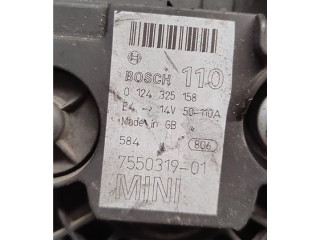 BOSCH 110
0 124 325 158
E4 → 14V 50-110A
Made in GB
584 806
7550319-01
MINI